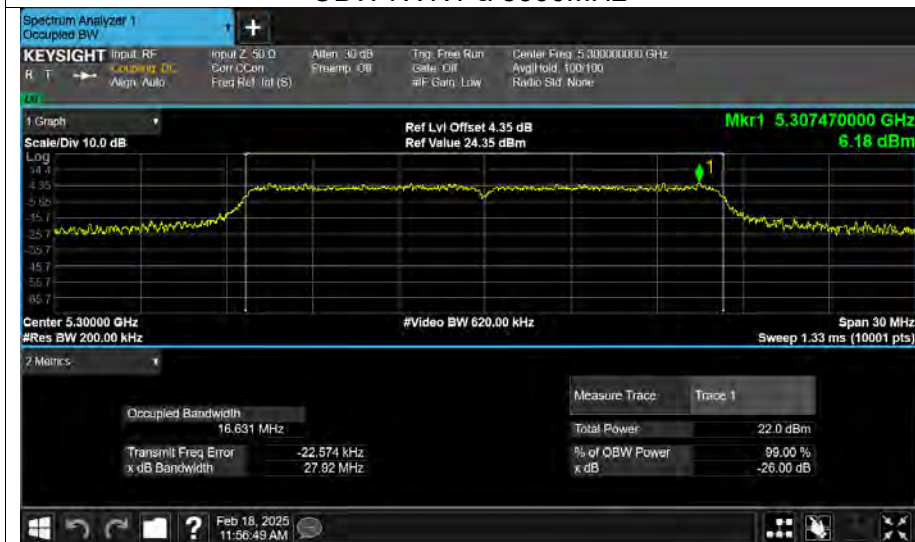 Spectrum Analyzer 1
Occupied BW
+
KEYSIGHT Input: RF Input Z: 50 Ω Atten: 30 dB Trig: Free Run Center Freq: 5.300000000 GHz
R T Coupling: DC Corr CCorr Preamp: Off Gate: Off Avg|Hold: 100/100
Align: Auto Freq Ref: Int (S) #IF Gain: Low Radio Std: None
1 Graph
Scale/Div 10.0 dB Ref Lvl Offset 4.35 dB Mkr1 5.307470000 GHz
Ref Value 24.35 dBm 6.18 dBm
Log
14.4
1
4.35
-5.65
-15.7
-25.7
-35.7
-45.7
-55.7
-65.7
Center 5.30000 GHz #Video BW 620.00 kHz Span 30 MHz
#Res BW 200.00 kHz Sweep 1.33 ms (10001 pts)
2 Metrics
Measure Trace Trace 1
Occupied Bandwidth
16.631 MHz Total Power 22.0 dBm
Transmit Freq Error -22.574 kHz % of OBW Power 99.00 %
x dB Bandwidth 27.92 MHz x dB -26.00 dB
? Feb 18, 2025
11:56:49 AM